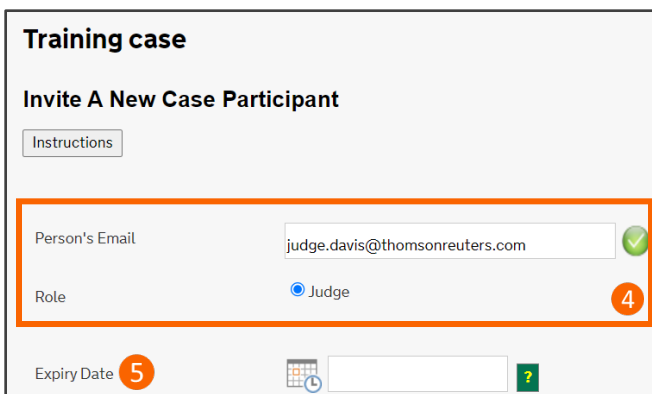 Training case
Invite A New Case Participant
Instructions
Person's Email judge.davis@thomsonreuters.com
Role Judge 4
Expiry Date 5 ?